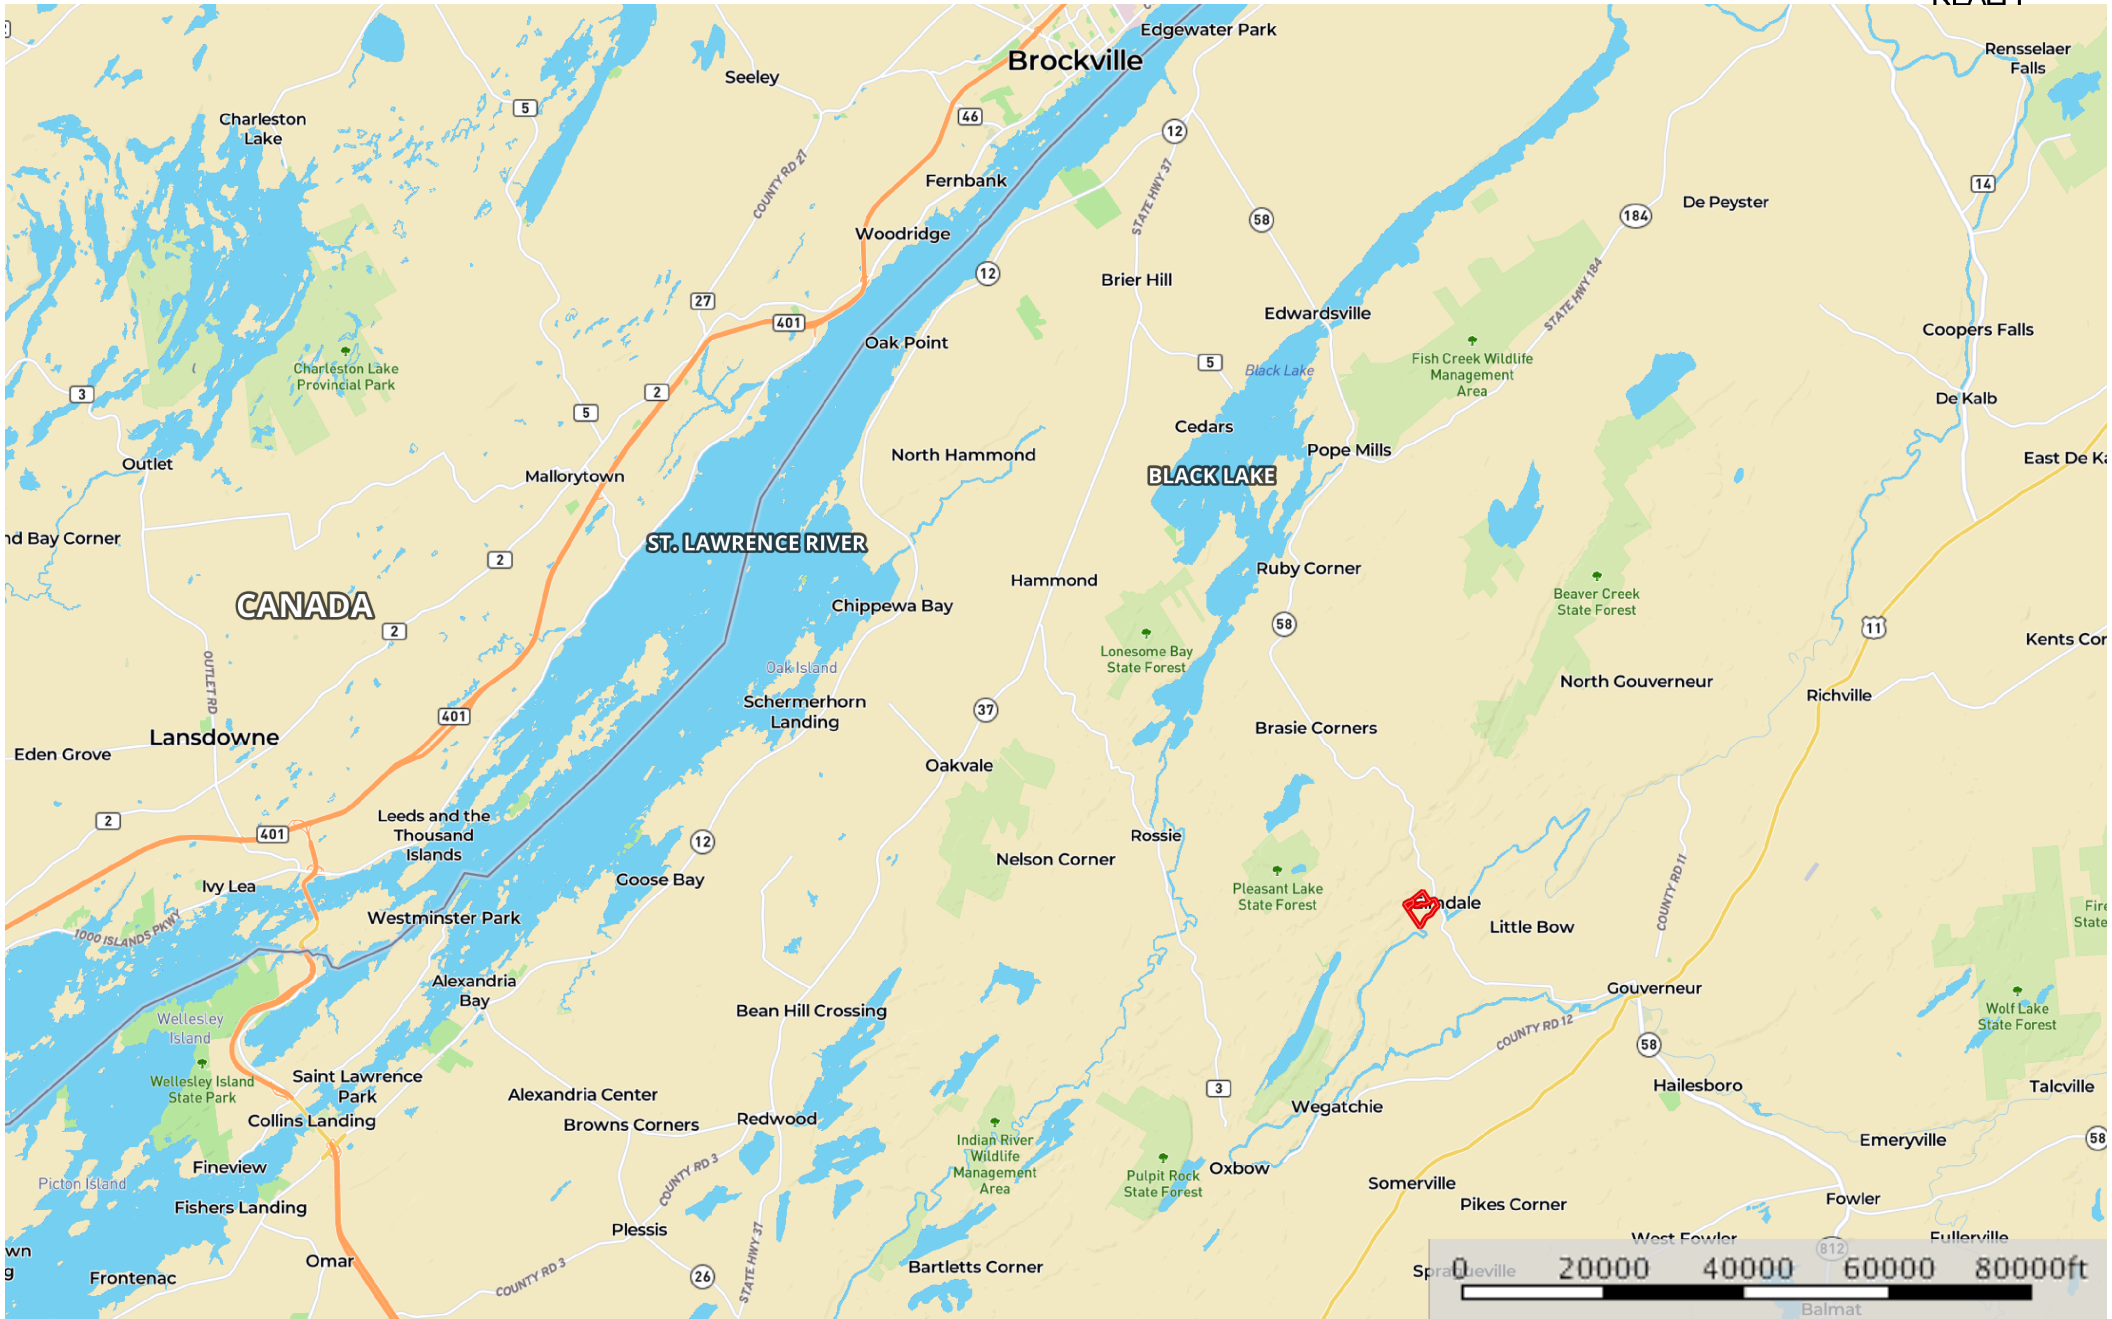 Edgewater Park
Brockville
Rensselaer
Falls
Seeley
5
Charleston
Lake
46
12
COUNTY RD 27
Fernbank
STATE HWY 37
14
De Peyster
58
184
Woodridge
12
Brier Hill
27
401
Edwardsville
STATE HWY 184
Coopers Falls
Oak Point
Charleston Lake
Provincial Park
5
Black Lake
Fish Creek Wildlife
Management
Area
3
2
5
De Kalb
Cedars
Outlet
Mallorytown
North Hammond
Pope Mills
East De Ka
BLACK LAKE
nd Bay Corner
ST. LAWRENCE RIVER
2
Hammond
Ruby Corner
CANADA
Chippewa Bay
Beaver Creek
State Forest
2
58
11
Kents Cor
Lonesome Bay
State Forest
OUTLET RD
Oak Island
North Gouverneur
Richville
Schermerhorn
Landing
401
37
Lansdowne
Brasie Corners
Eden Grove
Oakvale
2
401
Leeds and the
Thousand
Islands
12
Rossie
Nelson Corner
Ivy Lea
Goose Bay
Pleasant Lake
State Forest
COUNTY RD 11
Westminster Park
1000 ISLANDS PKWY
ndale
Little Bow
Fire
State
Alexandria
Bay
Gouverneur
Wellesley
Island
Bean Hill Crossing
Wolf Lake
State Forest
COUNTY RD 12
58
Wellesley Island
State Park
Saint Lawrence
Park
Alexandria Center
3
Hailesboro
Talcville
Collins Landing
Browns Corners
Redwood
Wegatchie
Indian River
Wildlife
Management
Area
Emeryville
58
Fineview
Picton Island
COUNTY RD 3
Pulpit Rock
State Forest
Oxbow
Somerville
Pikes Corner
Fowler
Fishers Landing
Plessis
West Fowler
Fullerville
812
wn
g
Omar
Frontenac
COUNTY RD 3
26
STATE HWY 37
Bartletts Corner
Spragueville
0 20000 40000 60000 80000ft
Balmat